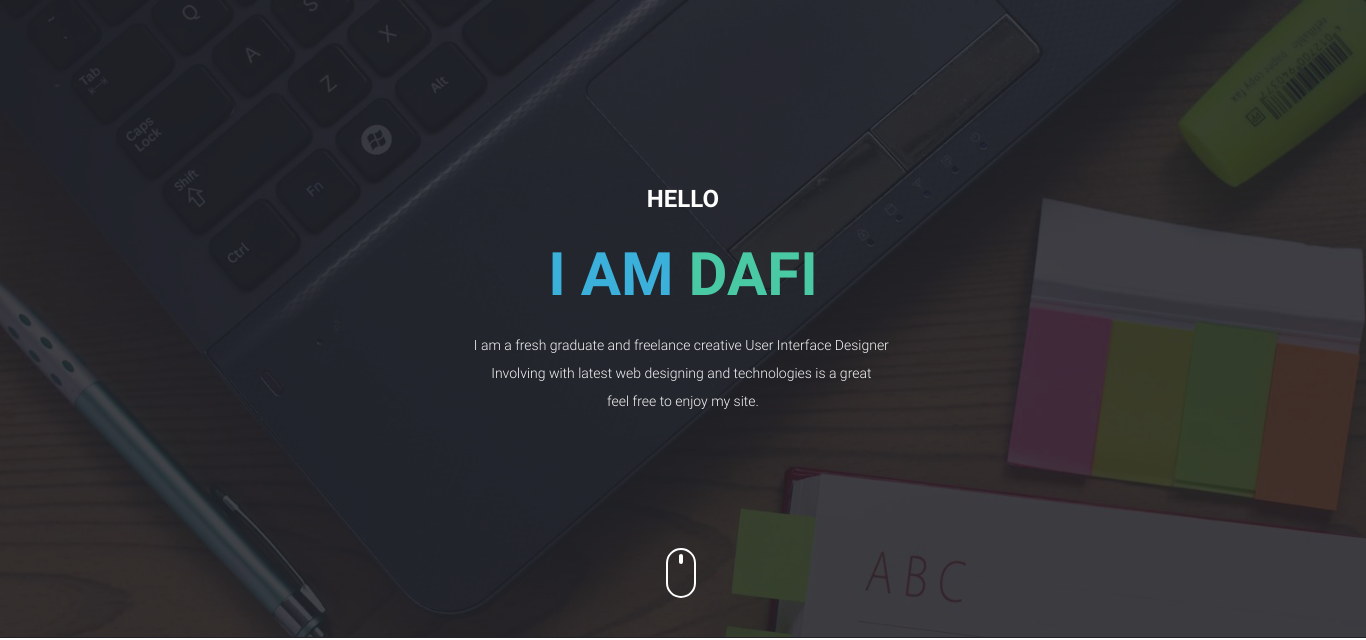 Q
S
A
X
Tab
Z
Alt
Caps
Lock
Shift
Fn
Ctrl
HELLO
I AM DAFI
I am a fresh graduate and freelance creative User Interface Designer
Involving with latest web designing and technologies is a great
feel free to enjoy my site.
ABC